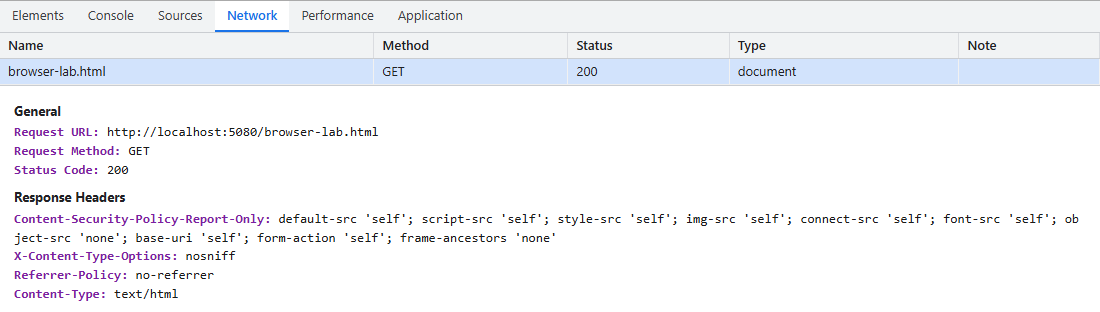 Elements Console Sources Network Performance Application
Name Method Status Type Note
browser-lab.html GET 200 document
General
Request URL: http://localhost:5080/browser-lab.html
Request Method: GET
Status Code: 200
Response Headers
Content-Security-Policy-Report-Only: default-src 'self'; script-src 'self'; style-src 'self'; img-src 'self'; connect-src 'self'; font-src 'self'; ob
ject-src 'none'; base-uri 'self'; form-action 'self'; frame-ancestors 'none'
X-Content-Type-Options: nosniff
Referrer-Policy: no-referrer
Content-Type: text/html